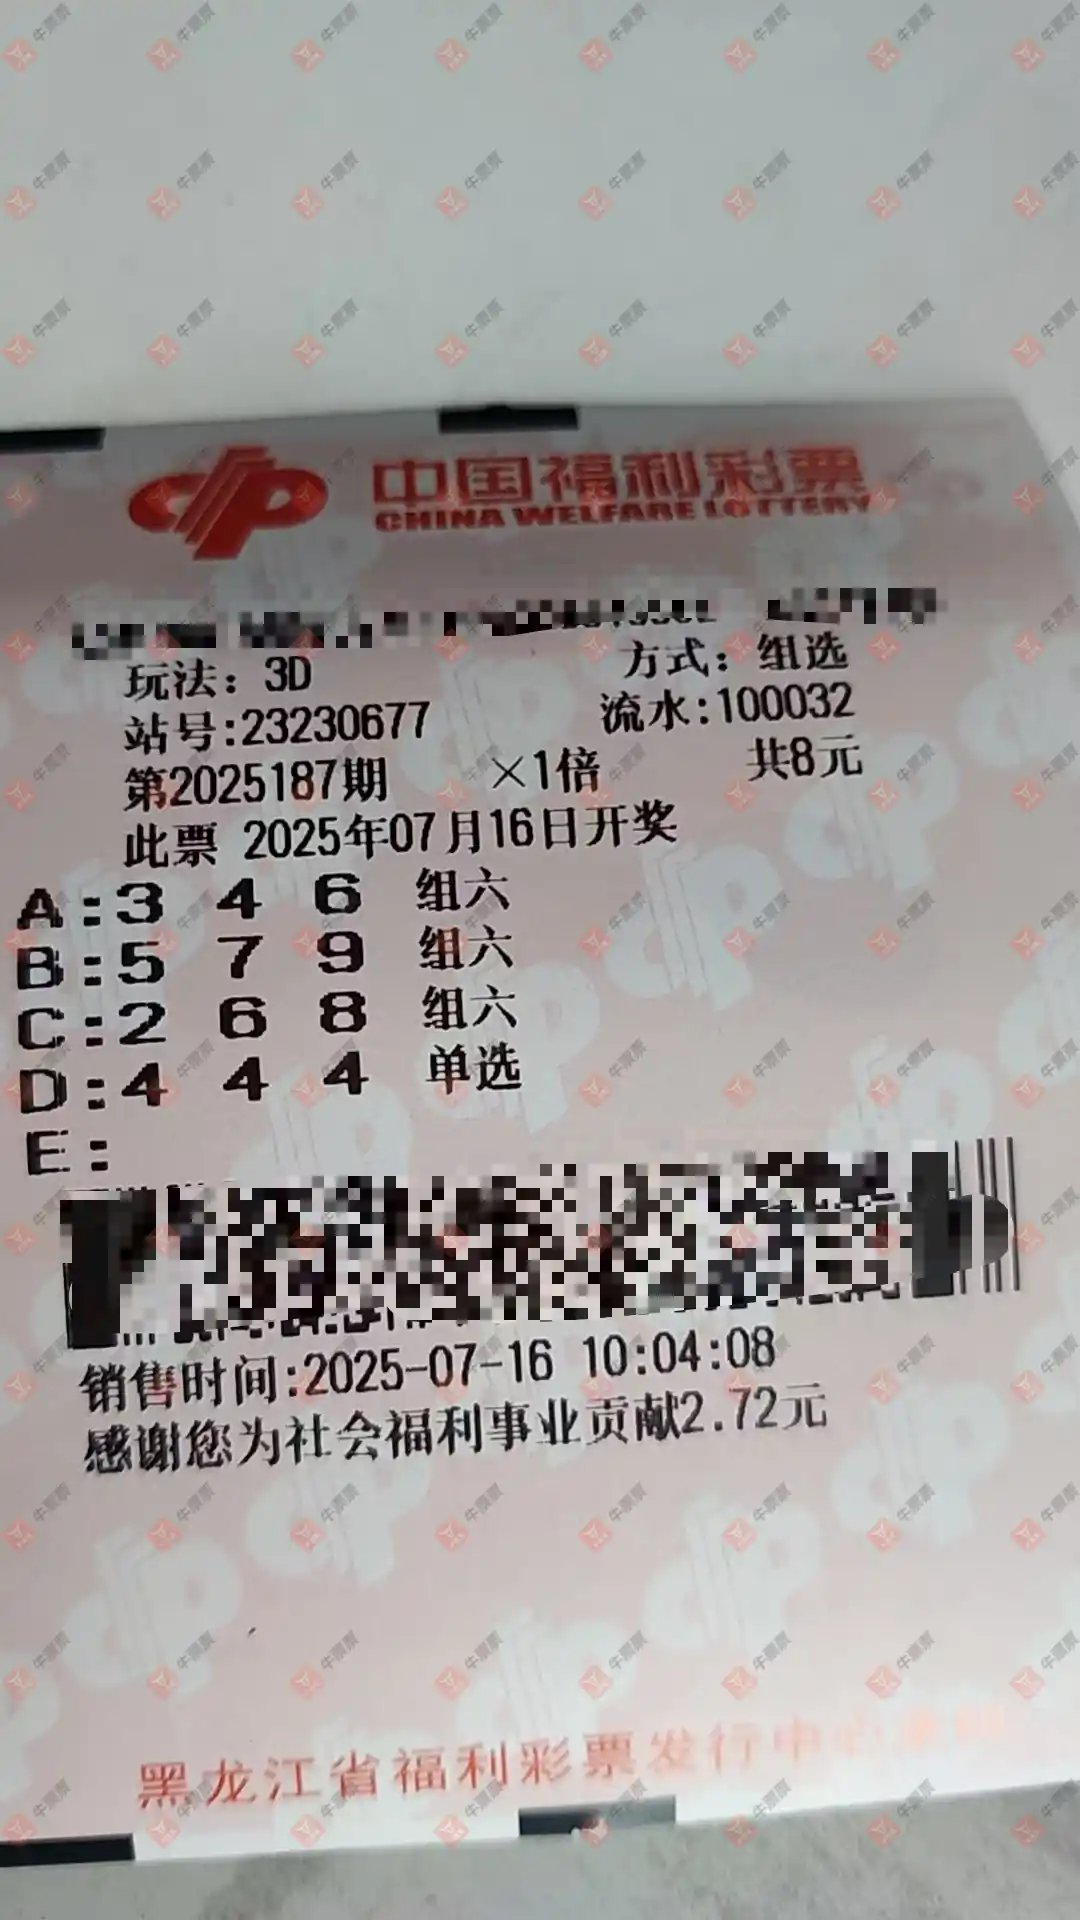 中国福利彩票
CHINA WELFARE LOTTERY
玩法：3D 方式：组选
站号:23230677 流水:100032
第2025187期 ×1倍 共8元
此票 2025年07月16日开奖
A:3 4 6 组六
B:5 7 9 组六
C:2 6 8 组六
D:4 4 4 单选
E:
销售时间:2025-07-16 10:04:08
感谢您为社会福利事业贡献2.72元
黑龙江省福利彩票发行中心
牛票票